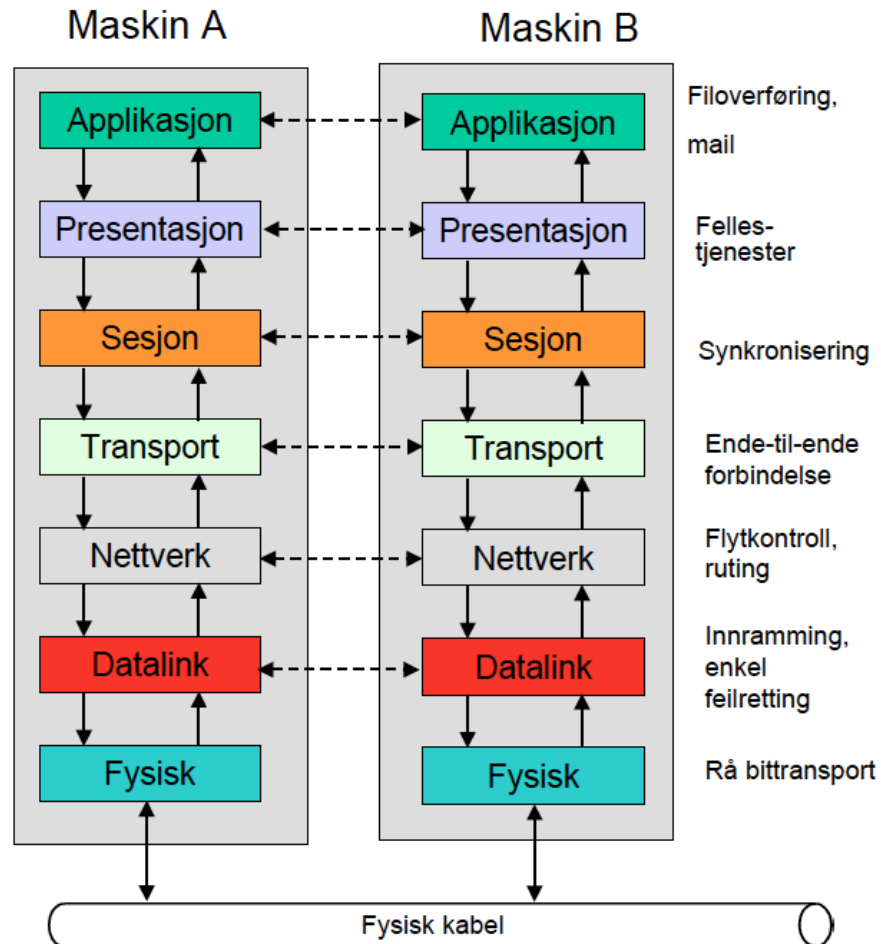 Maskin A
Maskin B
Applikasjon
Applikasjon
Filoverføring,
mail
Presentasjon
Presentasjon
Felles-
tjenester
Sesjon
Sesjon
Synkronisering
Transport
Transport
Ende-til-ende
forbindelse
Nettverk
Nettverk
Flytkontroll,
ruting
Datalink
Datalink
Innramming,
enkel
feilretting
Fysisk
Fysisk
Rå bittransport
Fysisk kabel